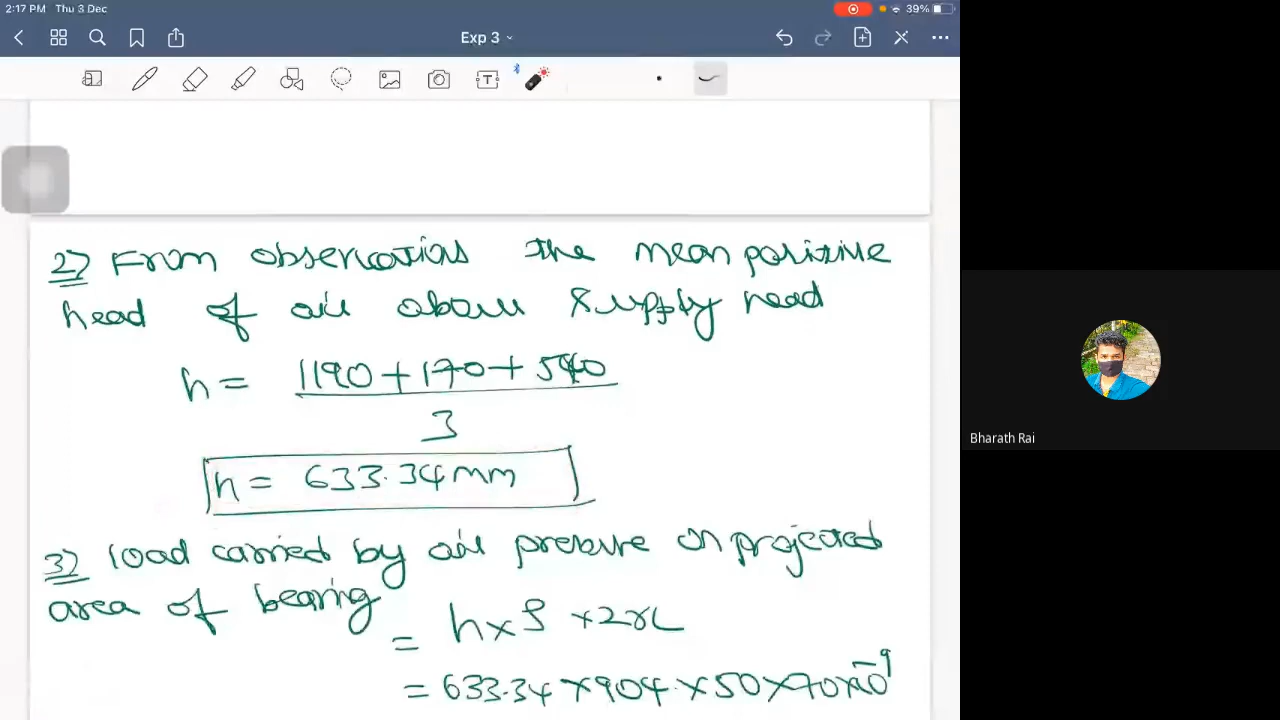 2:17 PM Thu 3 Dec
39%
Exp 3
T
2) From observations the mean positive
head of oil above supply head
h = 1190+170+540
3
h = 633.34mm
3) load carried by oil pressure on projected
area of bearing
= h × ρ × 2rL
= 633.34 × 904 × 50 × 70 × 10⁻⁹
Bharath Rai